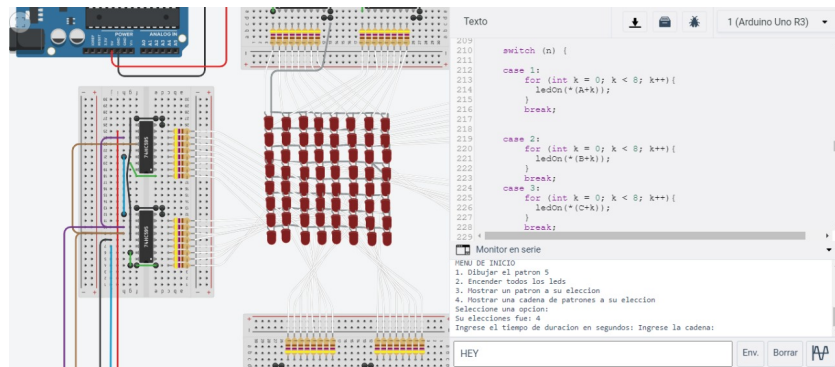 POWER
ANALOG IN
74HC595
74HC595
Texto
1 (Arduino Uno R3)
209
210 switch (n) {
211
212 case 1:
213 for (int k = 0; k < 8; k++){
214 ledOn(*(A+k));
215 }
216 break;
217
218
219 case 2:
220 for (int k = 0; k < 8; k++){
221 ledOn(*(B+k));
222 }
223 break;
224 case 3:
225 for (int k = 0; k < 8; k++){
226 ledOn(*(C+k));
227 }
228 break;
229
Monitor en serie
MENU DE INICIO
1. Dibujar el patron 5
2. Encender todos los leds
3. Mostrar un patron a su eleccion
4. Mostrar una cadena de patrones a su eleccion
Seleccione una opcion:
Su elecciones fue: 4
Ingrese el tiempo de duracion en segundos: Ingrese la cadena:
HEY
Env.
Borrar